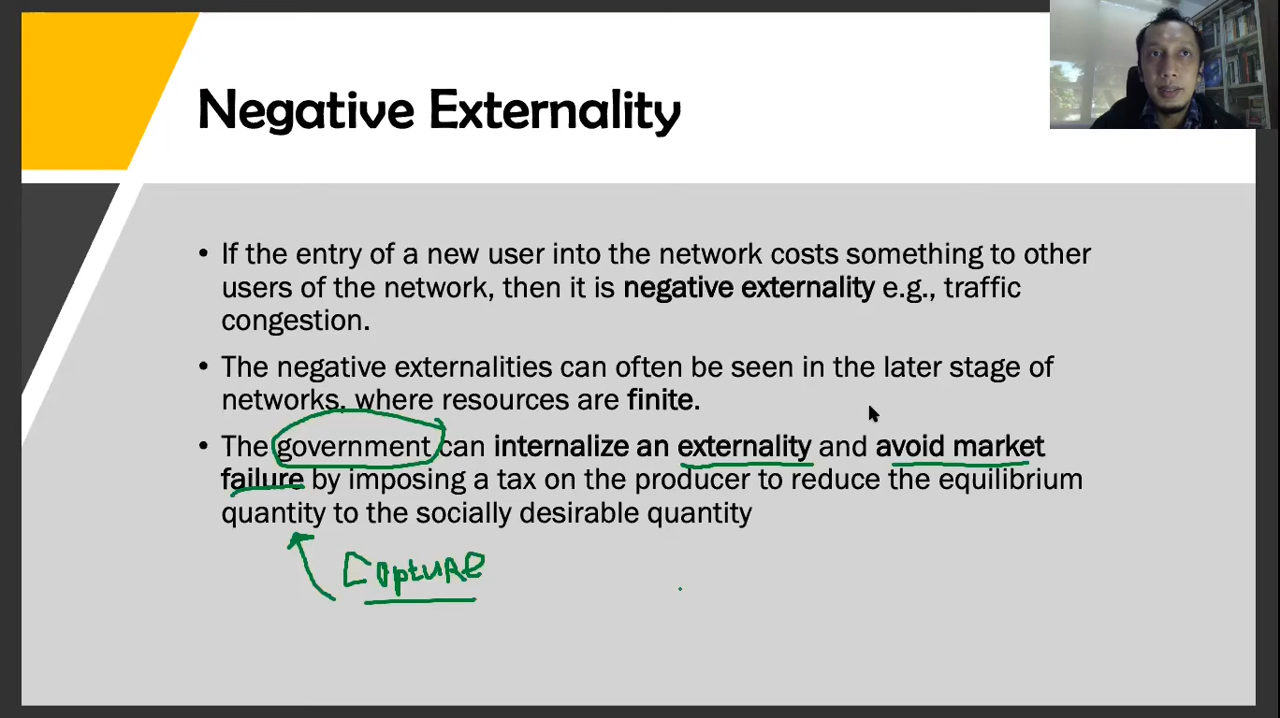 Negative Externality
• If the entry of a new user into the network costs something to other
users of the network, then it is negative externality e.g., traffic
congestion.
• The negative externalities can often be seen in the later stage of
networks, where resources are finite.
• The government can internalize an externality and avoid market
failure by imposing a tax on the producer to reduce the equilibrium
quantity to the socially desirable quantity
Capture